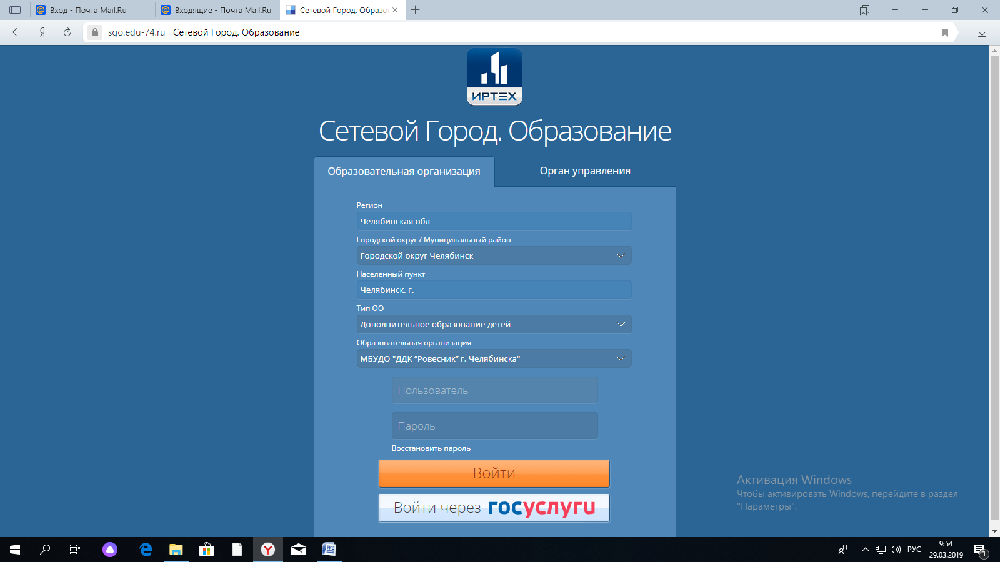 Вход - Почта Mail.Ru
Входящие - Почта Mail.Ru
Сетевой Город. Образо
sgo.edu-74.ru Сетевой Город. Образование
ИРТЕХ
Сетевой Город. Образование
Образовательная организация
Орган управления
Регион
Челябинская обл
Городской округ / Муниципальный район
Городской округ Челябинск
Населённый пункт
Челябинск, г.
Тип ОО
Дополнительное образование детей
Образовательная организация
МБУДО "ДДК “Ровесник” г. Челябинска"
Пользователь
Пароль
Восстановить пароль
Войти
Войти через госуслуги
Активация Windows
Чтобы активировать Windows, перейдите в раздел
"Параметры".
РУС
9:54
29.03.2019
1